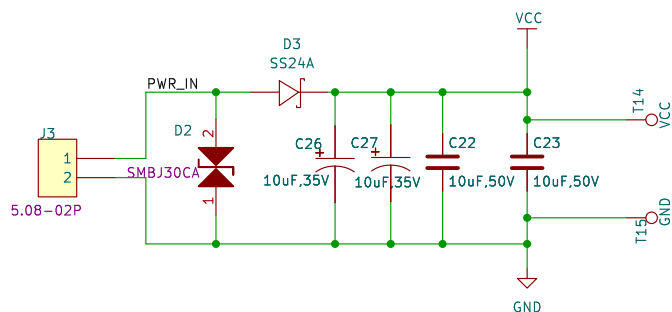 VCC
D3
SS24A
PWR_IN
T14
VCC
J3
D2
2
C26
C27
C22
C23
1
2
SMBJ30CA
+
+
10uF,35V
10uF,35V
10uF,50V
10uF,50V
1
5.08-02P
GND
T15
GND